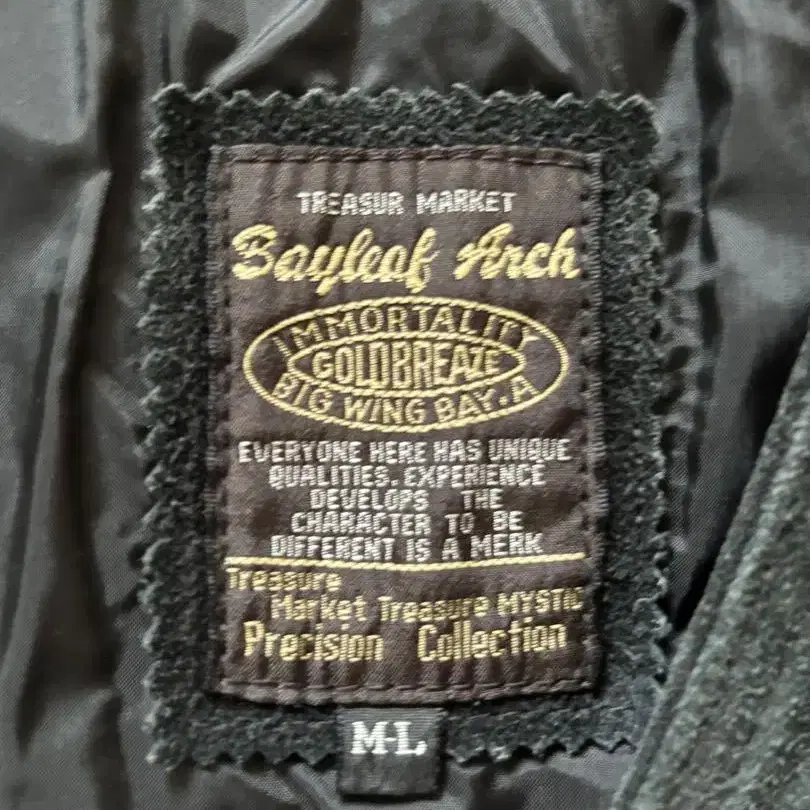 TREASUR MARKET
Bayleaf Arch
IMMORTALITY
GOLDBREAZE
BIG WING BAY.A
EVERYONE HERE HAS UNIQUE
QUALITIES. EXPERIENCE
DEVELOPS THE
CHARACTER TO BE
DIFFERENT IS A MERK
Treasure
Market Treasure MYSTIC
Precision Collection
M-L